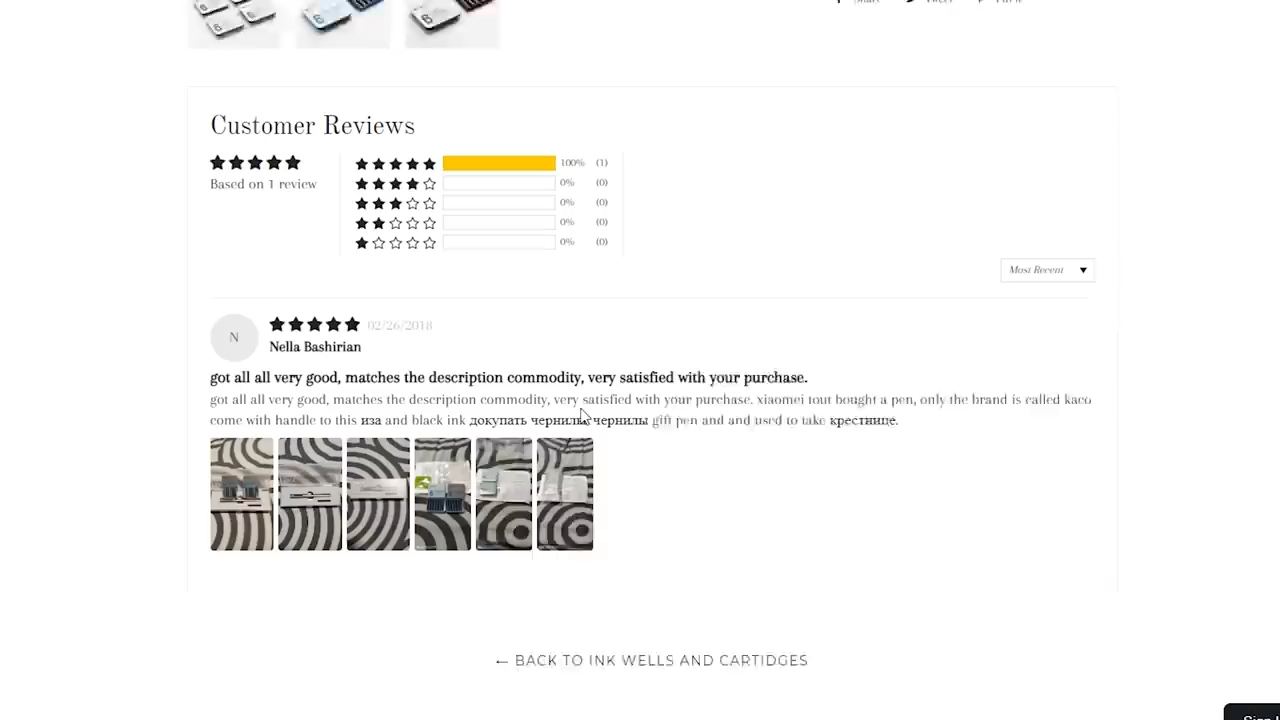 Customer Reviews
100% (1)
Based on 1 review
0% (0)
0% (0)
0% (0)
0% (0)
Most Recent
N
02/26/2018
Nella Bashirian
got all all very good, matches the description commodity, very satisfied with your purchase.
got all all very good, matches the description commodity, very satisfied with your purchase. xiaomei tout bought a pen, only the brand is called kaco
come with handle to this иза and black ink докупать чернилы чернилы gift pen and and used to take крестнице.
← BACK TO INK WELLS AND CARTIDGES